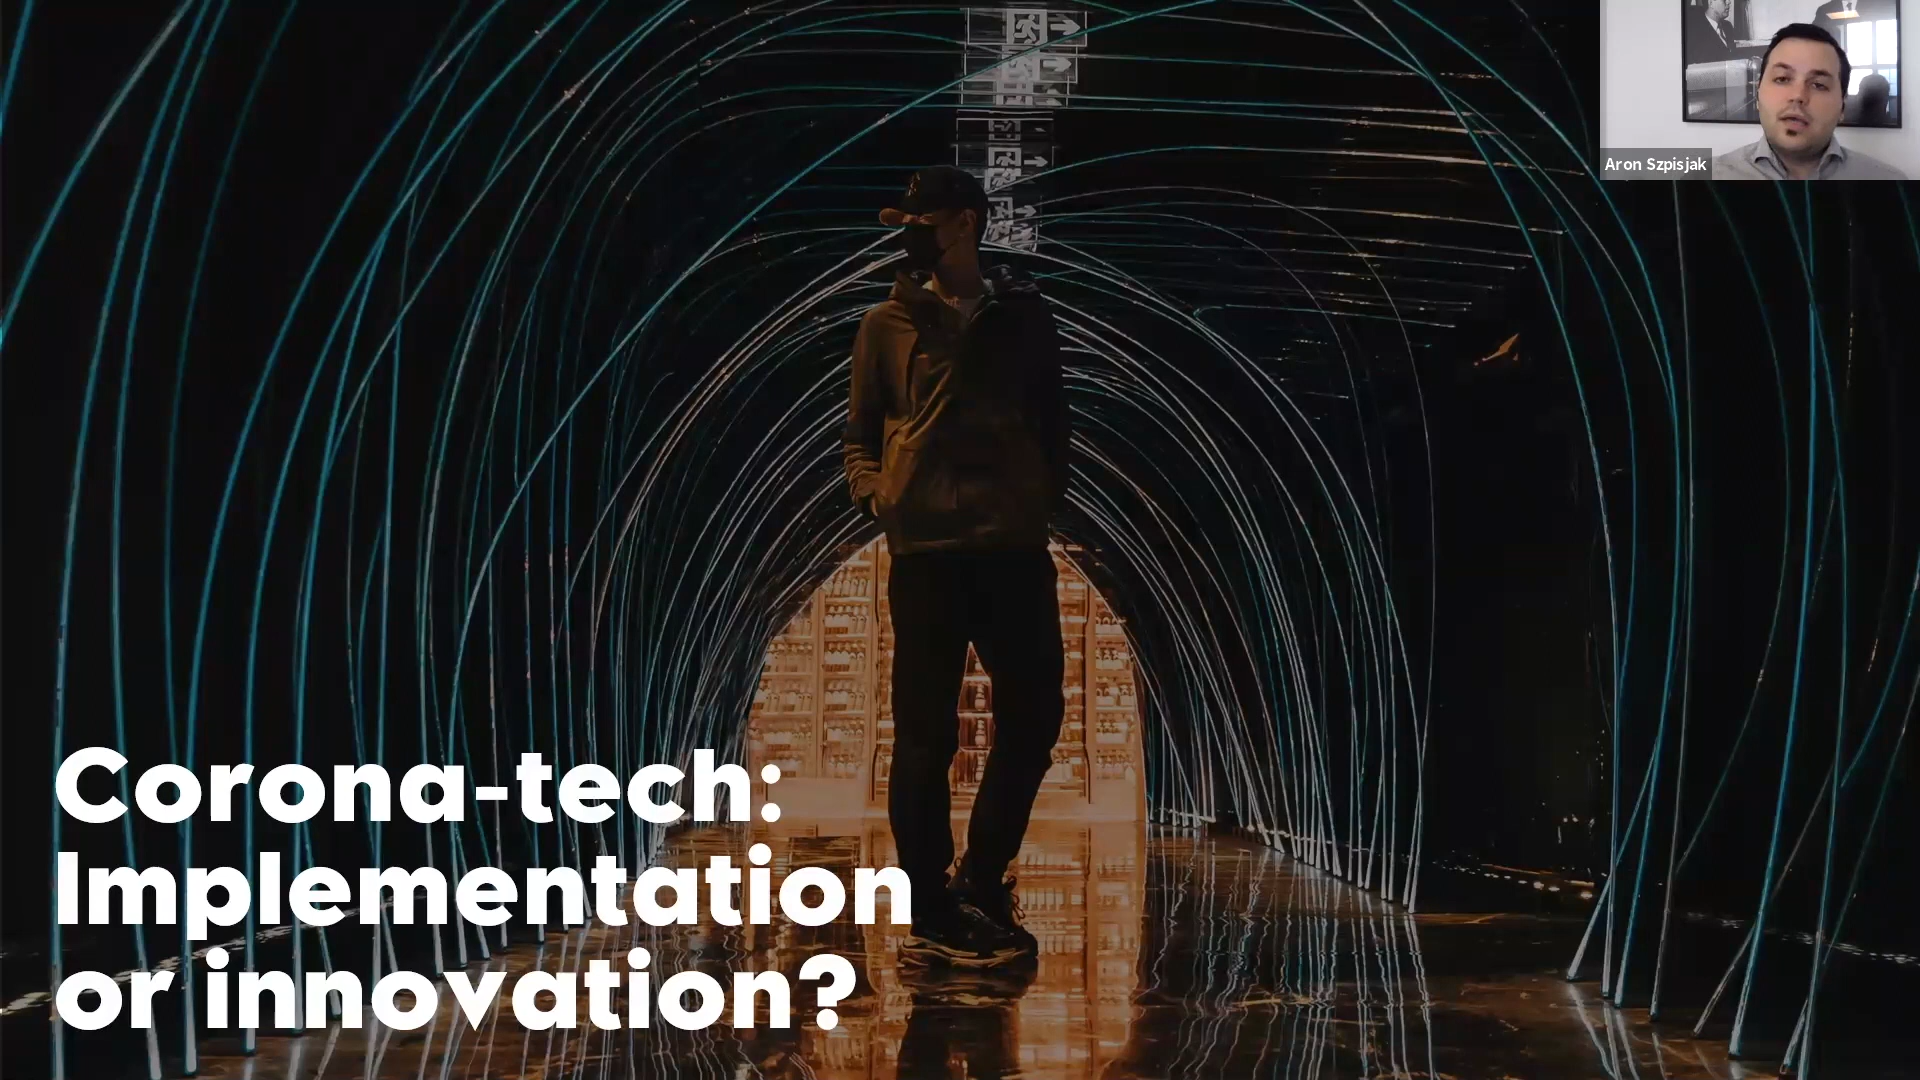 Aron Szpisjak
Corona-tech:
Implementation
or innovation?